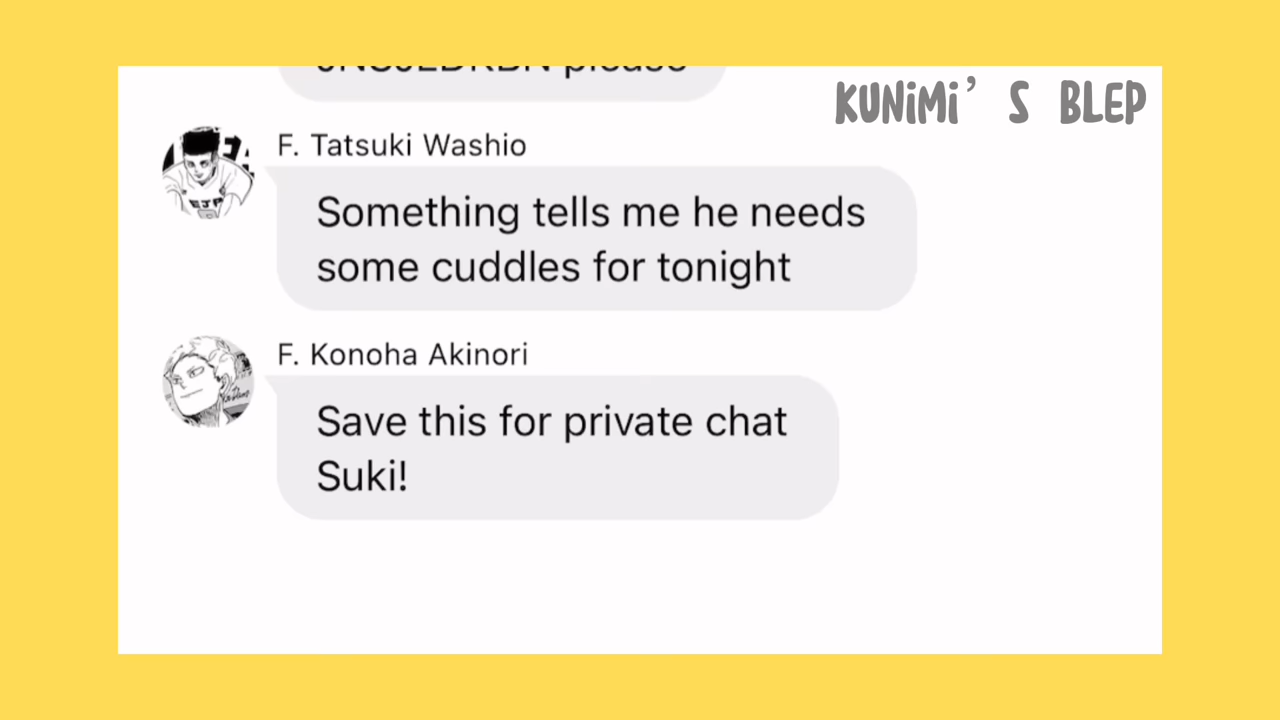 please
KUNiMi' S BLEP
F. Tatsuki Washio
Something tells me he needs
some cuddles for tonight
F. Konoha Akinori
Save this for private chat
Suki!